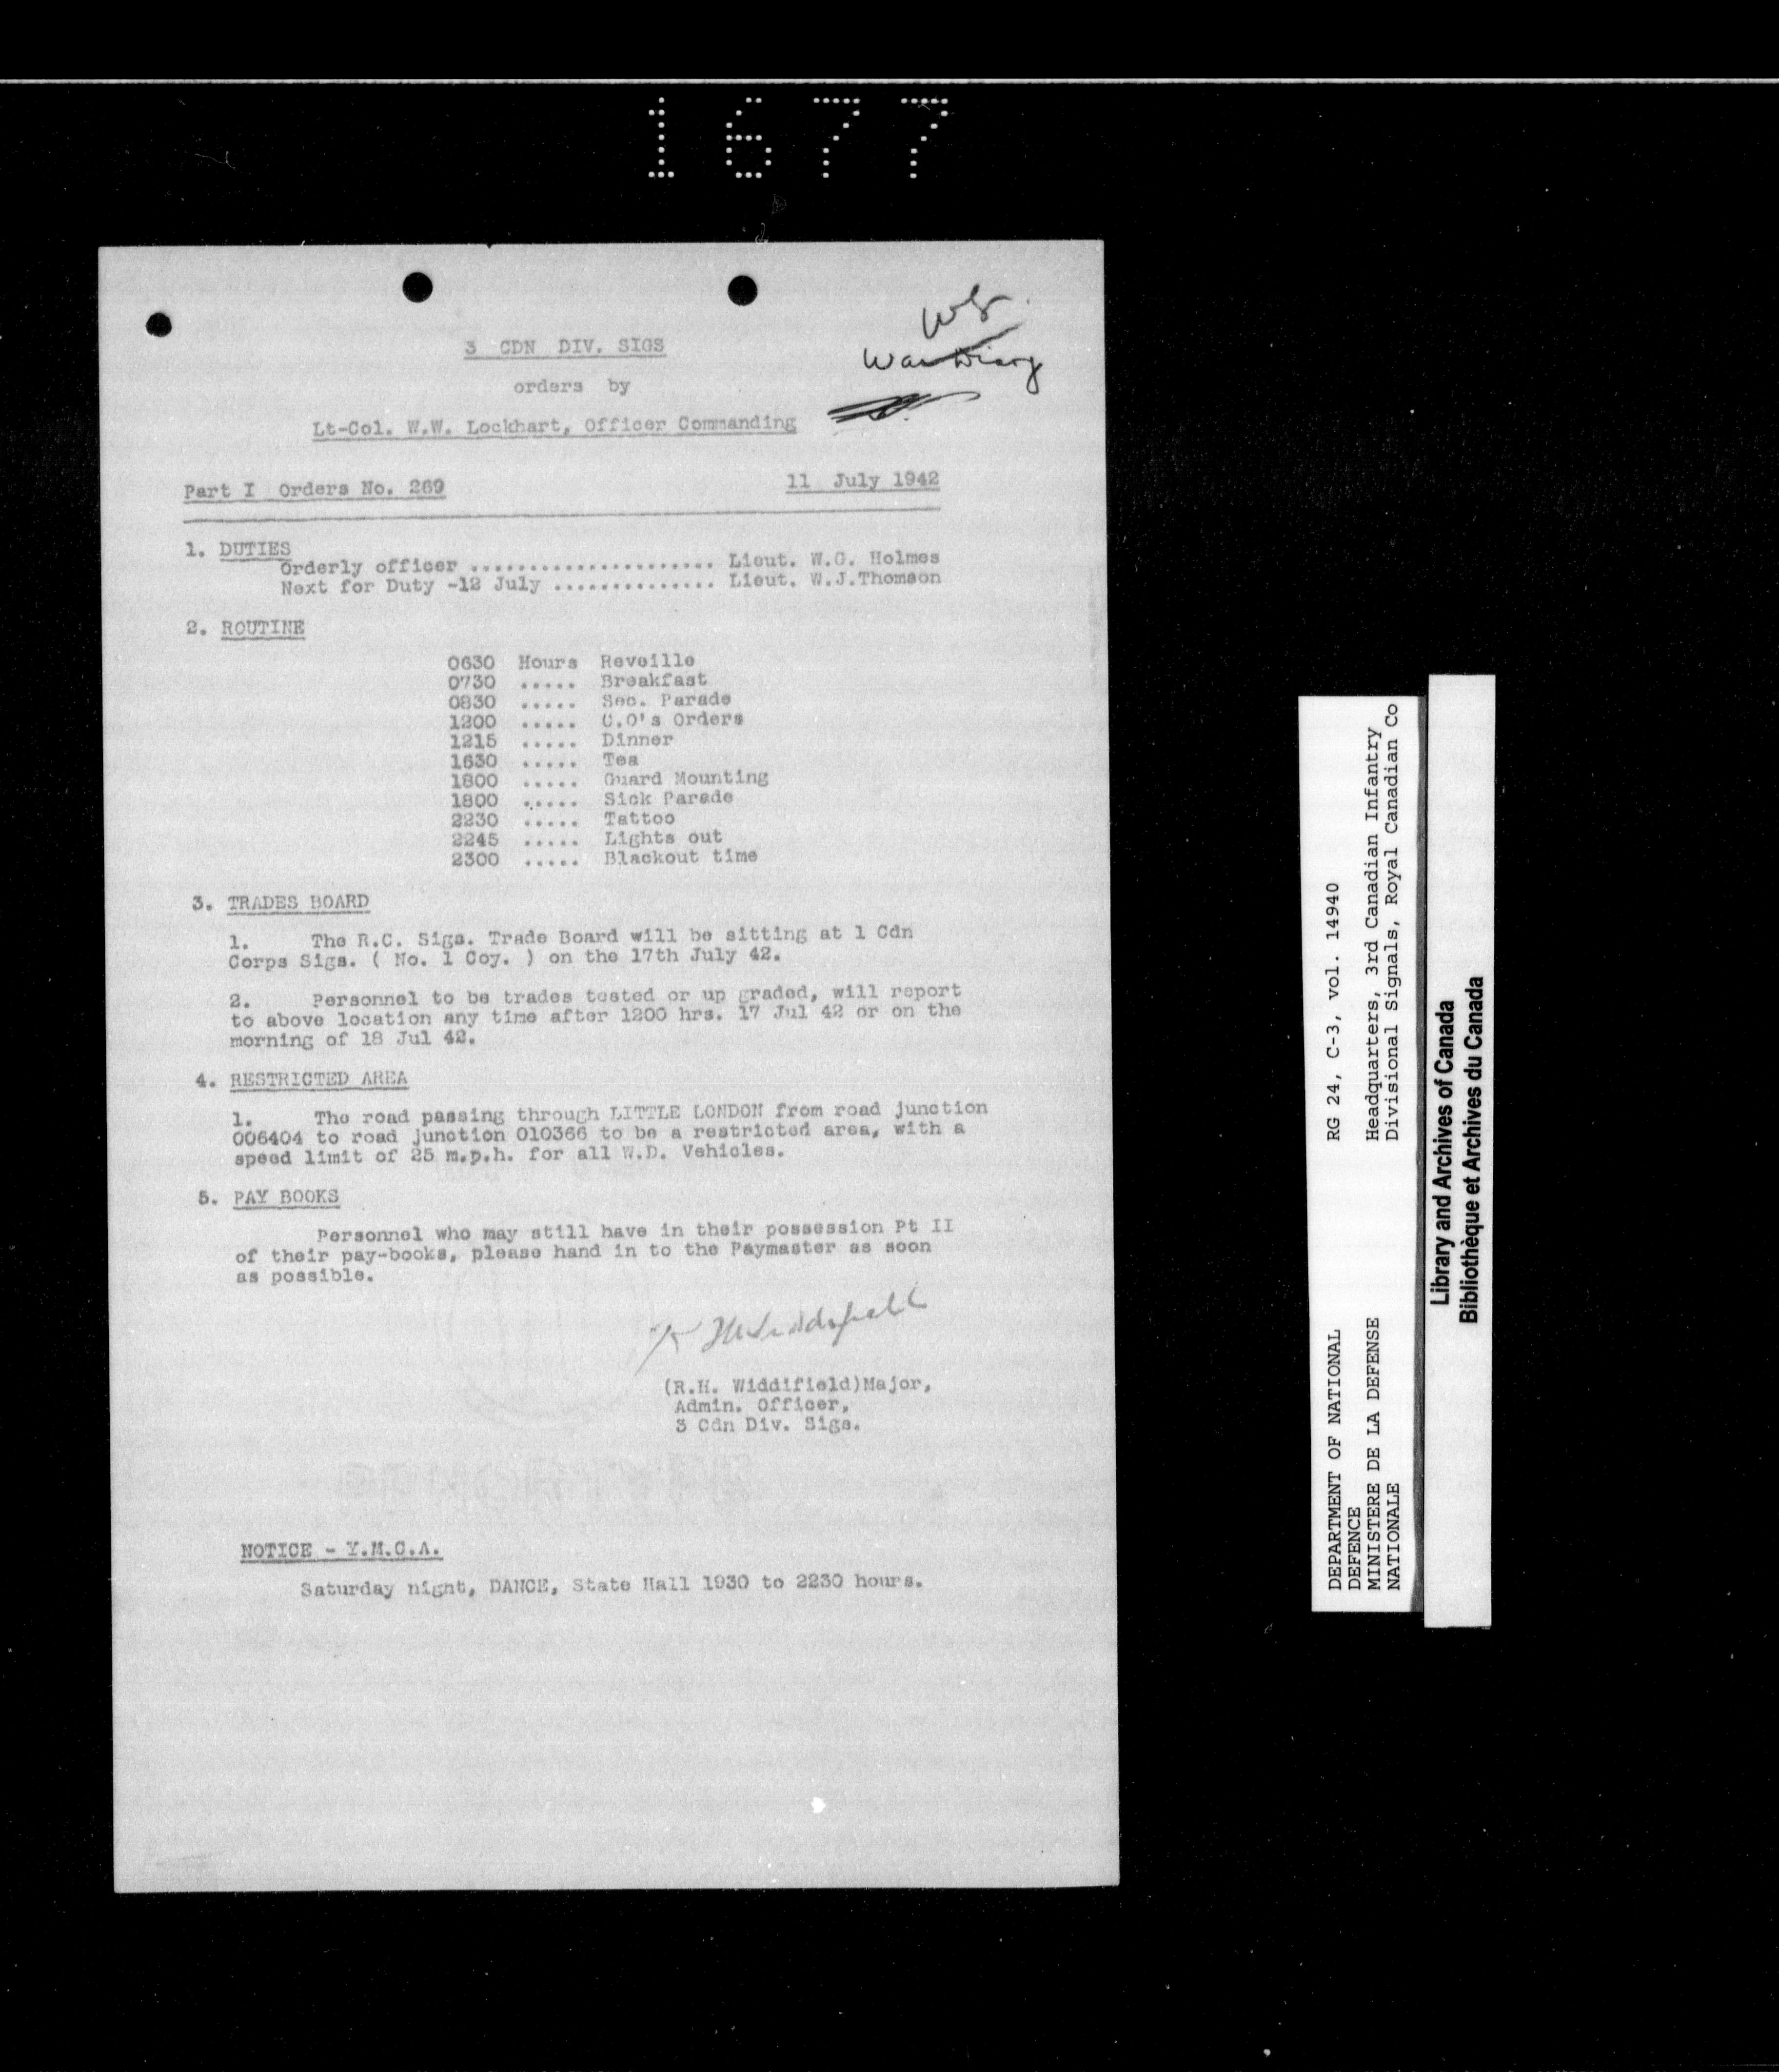 1677
War Diary
3 CDN DIV. SIGS
orders by
Lt-Col. W.W. Lockhart, Officer Commanding
Part I Orders No. 269 11 July 1942
1. DUTIES
Orderly officer ..................... Lieut. W.G. Holmes
Next for Duty -12 July .............. Lieut. W.J.Thomson
2. ROUTINE
0630 Hours Reveille
0730 ..... Breakfast
0830 ..... Sec. Parade
1200 ..... C.O's Orders
1215 ..... Dinner
1630 ..... Tea
1800 ..... Guard Mounting
1800 ..... Sick Parade
2230 ..... Tattoo
2245 ..... Lights out
2300 ..... Blackout time
3. TRADES BOARD
1. The R.C. Sigs. Trade Board will be sitting at 1 Cdn
Corps Sigs. ( No. 1 Coy. ) on the 17th July 42.
2. Personnel to be trades tested or up graded, will report
to above location any time after 1200 hrs. 17 Jul 42 or on the
morning of 18 Jul 42.
4. RESTRICTED AREA
1. The road passing through LITTLE LONDON from road junction
006404 to road junction 010366 to be a restricted area, with a
speed limit of 25 m.p.h. for all W.D. Vehicles.
5. PAY BOOKS
Personnel who may still have in their possession Pt II
of their pay-books, please hand in to the Paymaster as soon
as possible.
(R.H. Widdifield)Major,
Admin. Officer,
3 Cdn Div. Sigs.
NOTICE - Y.M.C.A.
Saturday night, DANCE, State Hall 1930 to 2230 hours.
DEPARTMENT OF NATIONAL RG 24, C-3, vol. 14940
DEFENCE
MINISTERE DE LA DEFENSE Headquarters, 3rd Canadian Infantry
NATIONALE Divisional Signals, Royal Canadian Co
Library and Archives of Canada
Bibliothèque et Archives du Canada